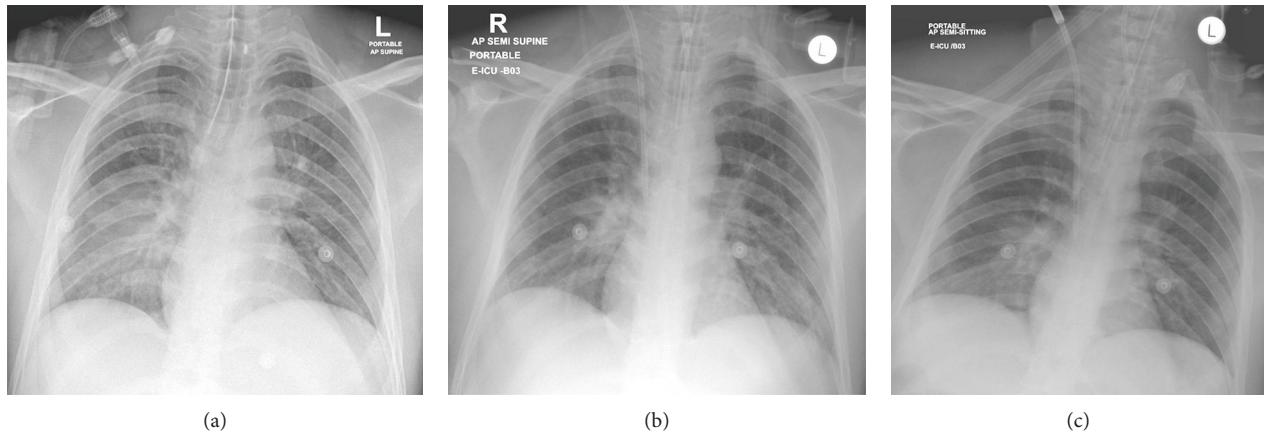 L
PORTABLE
AP SUPINE
R
AP SEMI SUPINE
PORTABLE
E-ICU -B03
L
PORTABLE
AP SEMI-SITTING
E-ICU /B03
L
(a)
(b)
(c)